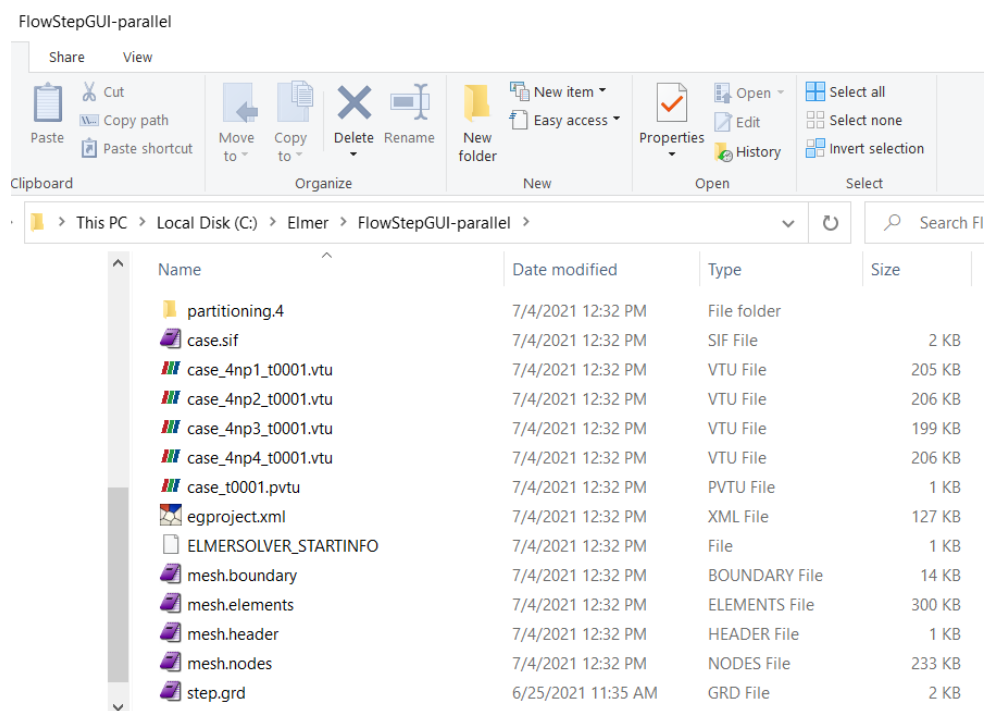 FlowStepGUI-parallel
Share View
Cut
Copy path
Paste shortcut
Paste
Move to
Copy to
Delete
Rename
New folder
New item
Easy access
Properties
Open
Edit
History
Select all
Select none
Invert selection
Clipboard Organize New Open Select
This PC > Local Disk (C:) > Elmer > FlowStepGUI-parallel >
Search Fl
Name Date modified Type Size
partitioning.4 7/4/2021 12:32 PM File folder
case.sif 7/4/2021 12:32 PM SIF File 2 KB
case_4np1_t0001.vtu 7/4/2021 12:32 PM VTU File 205 KB
case_4np2_t0001.vtu 7/4/2021 12:32 PM VTU File 206 KB
case_4np3_t0001.vtu 7/4/2021 12:32 PM VTU File 199 KB
case_4np4_t0001.vtu 7/4/2021 12:32 PM VTU File 206 KB
case_t0001.pvtu 7/4/2021 12:32 PM PVTU File 1 KB
egproject.xml 7/4/2021 12:32 PM XML File 127 KB
ELMERSOLVER_STARTINFO 7/4/2021 12:32 PM File 1 KB
mesh.boundary 7/4/2021 12:32 PM BOUNDARY File 14 KB
mesh.elements 7/4/2021 12:32 PM ELEMENTS File 300 KB
mesh.header 7/4/2021 12:32 PM HEADER File 1 KB
mesh.nodes 7/4/2021 12:32 PM NODES File 233 KB
step.grd 6/25/2021 11:35 AM GRD File 2 KB